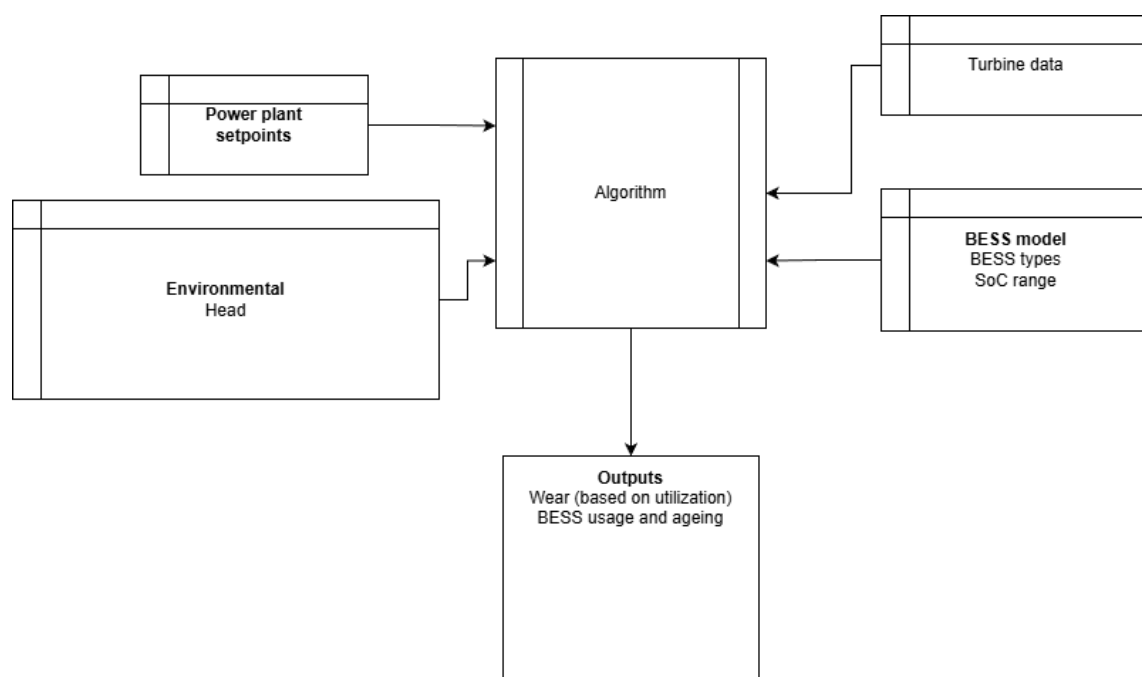 Power plant
setpoints
Environmental
Head
Algorithm
Turbine data
BESS model
BESS types
SoC range
Outputs
Wear (based on utilization)
BESS usage and ageing